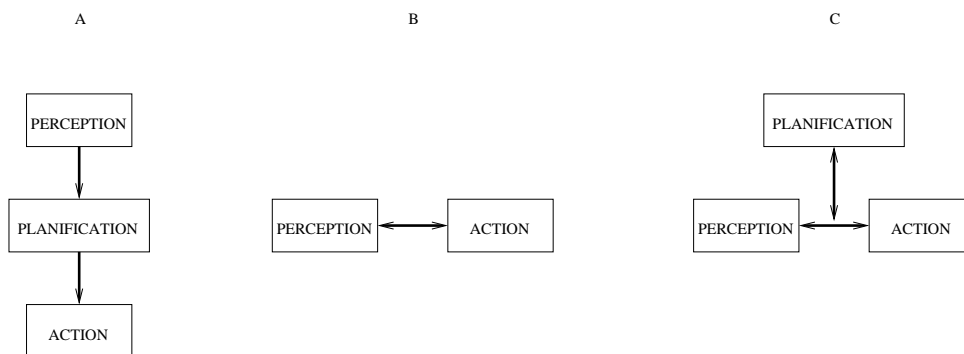 A
PERCEPTION
PLANIFICATION
ACTION
B
PERCEPTION
ACTION
C
PLANIFICATION
PERCEPTION
ACTION